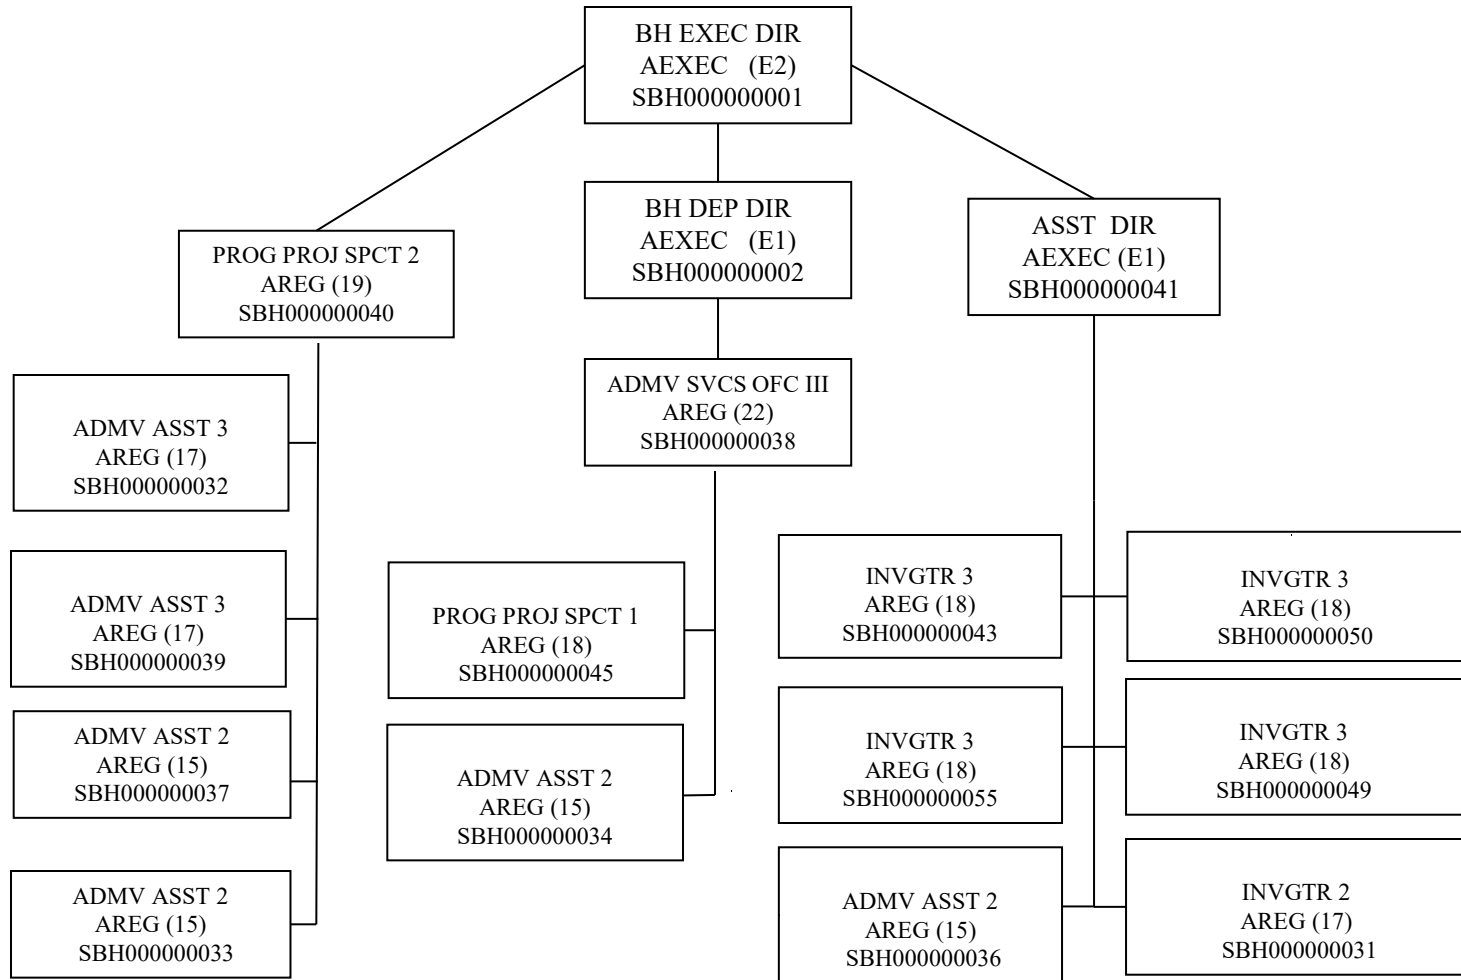 BH EXEC DIR
AEXEC (E2)
SBH000000001
BH DEP DIR
AEXEC (E1)
SBH000000002
ASST DIR
AEXEC (E1)
SBH000000041
PROG PROJ SPCT 2
AREG (19)
SBH000000040
ADMV SVCS OFC III
AREG (22)
SBH000000038
ADMV ASST 3
AREG (17)
SBH000000032
ADMV ASST 3
AREG (17)
SBH000000039
ADMV ASST 2
AREG (15)
SBH000000037
ADMV ASST 2
AREG (15)
SBH000000033
PROG PROJ SPCT 1
AREG (18)
SBH000000045
ADMV ASST 2
AREG (15)
SBH000000034
INVGTR 3
AREG (18)
SBH000000043
INVGTR 3
AREG (18)
SBH000000050
INVGTR 3
AREG (18)
SBH000000055
INVGTR 3
AREG (18)
SBH000000049
ADMV ASST 2
AREG (15)
SBH000000036
INVGTR 2
AREG (17)
SBH000000031